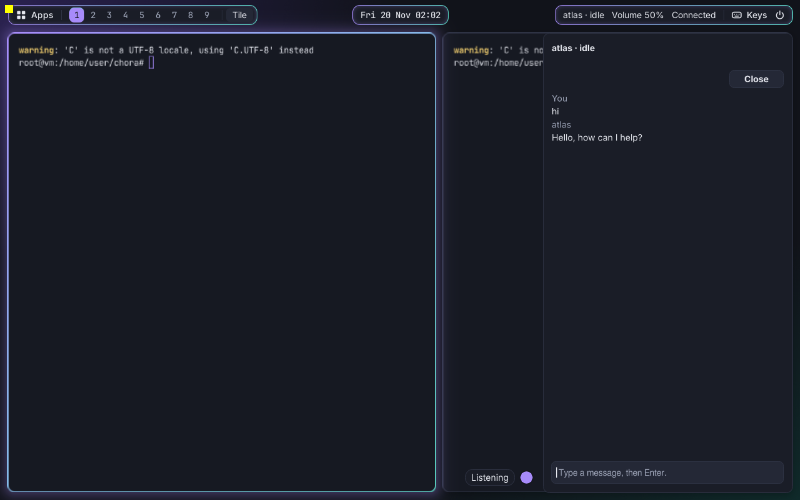 Apps 1 2 3 4 5 6 7 8 9 Tile
Fri 20 Nov 02:02
atlas · idle Volume 50% Connected Keys
warning: 'C' is not a UTF-8 locale, using 'C.UTF-8' instead
root@vm:/home/user/chora#
warning: 'C' is no
root@vm:/home/user
atlas · idle
Close
You
hi
atlas
Hello, how can I help?
Type a message, then Enter.
Listening